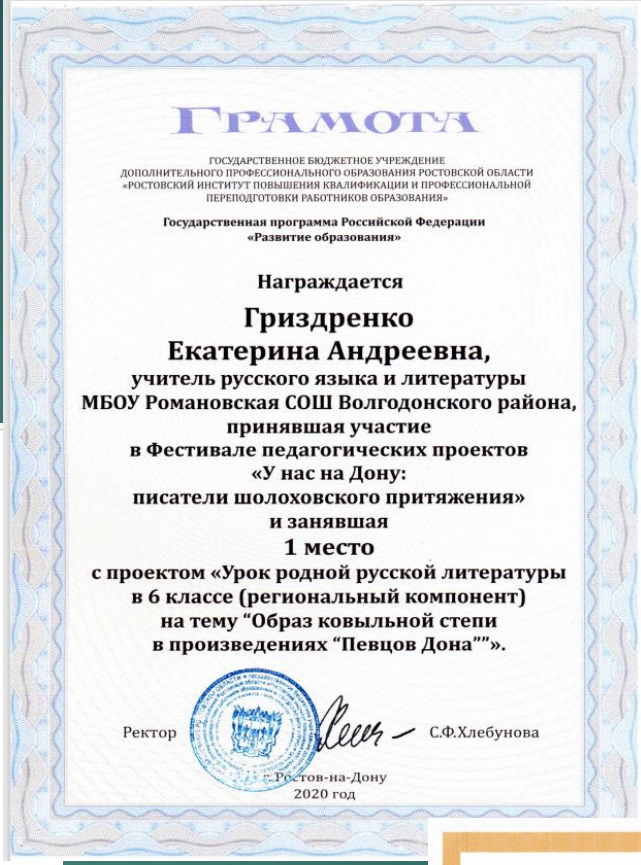 ГРАМОТА
ГОСУДАРСТВЕННОЕ БЮДЖЕТНОЕ УЧРЕЖДЕНИЕ
ДОПОЛНИТЕЛЬНОГО ПРОФЕССИОНАЛЬНОГО ОБРАЗОВАНИЯ РОСТОВСКОЙ ОБЛАСТИ
«РОСТОВСКИЙ ИНСТИТУТ ПОВЫШЕНИЯ КВАЛИФИКАЦИИ И ПРОФЕССИОНАЛЬНОЙ
ПЕРЕПОДГОТОВКИ РАБОТНИКОВ ОБРАЗОВАНИЯ»
Государственная программа Российской Федерации
«Развитие образования»
Награждается
Гриздренко
Екатерина Андреевна,
учитель русского языка и литературы
МБОУ Романовская СОШ Волгодонского района,
принявшая участие
в Фестивале педагогических проектов
«У нас на Дону:
писатели шолоховского притяжения»
и занявшая
1 место
с проектом «Урок родной русской литературы
в 6 классе (региональный компонент)
на тему “Образ ковыльной степи
в произведениях “Певцов Дона””».
Ректор С.Ф.Хлебунова
г.Ростов-на-Дону
2020 год